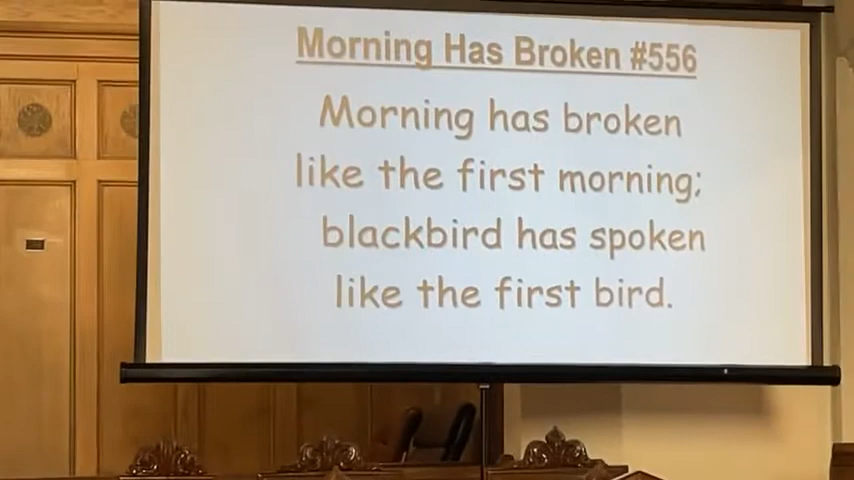 Morning Has Broken #556
Morning has broken
like the first morning;
blackbird has spoken
like the first bird.